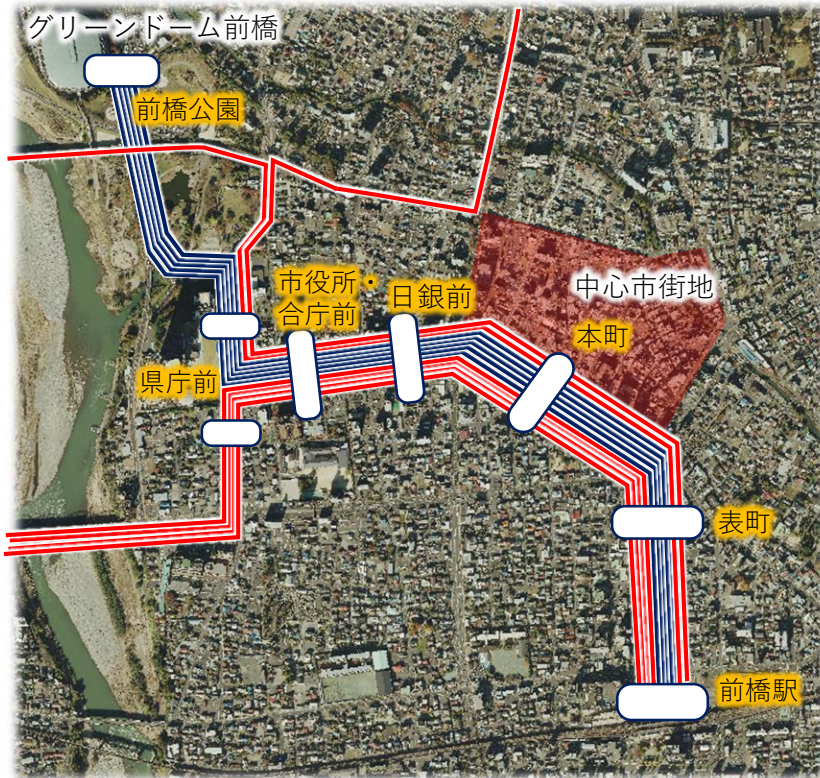 グリーンドーム前橋
前橋公園
中心市街地
市役所・
合庁前
日銀前
本町
県庁前
表町
前橋駅